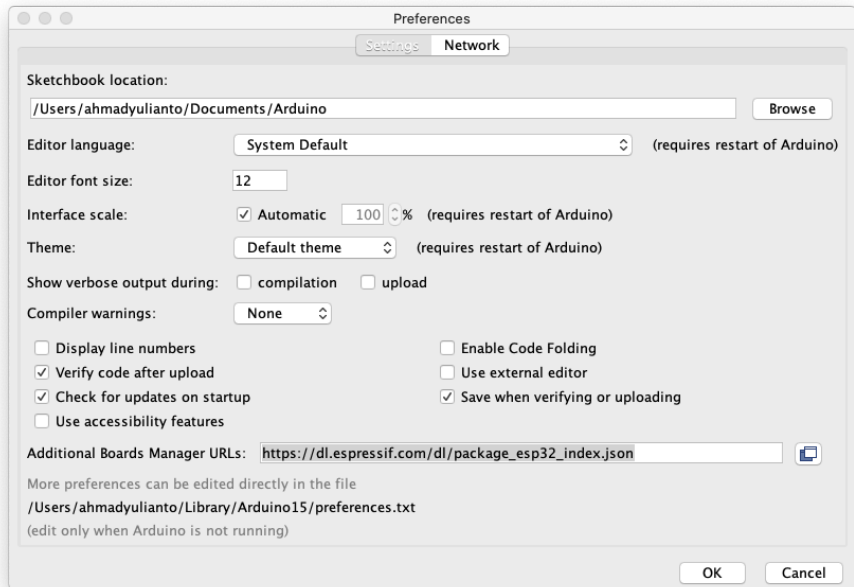 Preferences
Settings Network
Sketchbook location:
/Users/ahmadyulianto/Documents/Arduino Browse
Editor language: System Default (requires restart of Arduino)
Editor font size: 12
Interface scale: Automatic 100 % (requires restart of Arduino)
Theme: Default theme (requires restart of Arduino)
Show verbose output during: compilation upload
Compiler warnings: None
Display line numbers Enable Code Folding
Verify code after upload Use external editor
Check for updates on startup Save when verifying or uploading
Use accessibility features
Additional Boards Manager URLs: https://dl.espressif.com/dl/package_esp32_index.json
More preferences can be edited directly in the file
/Users/ahmadyulianto/Library/Arduino15/preferences.txt
(edit only when Arduino is not running)
OK Cancel